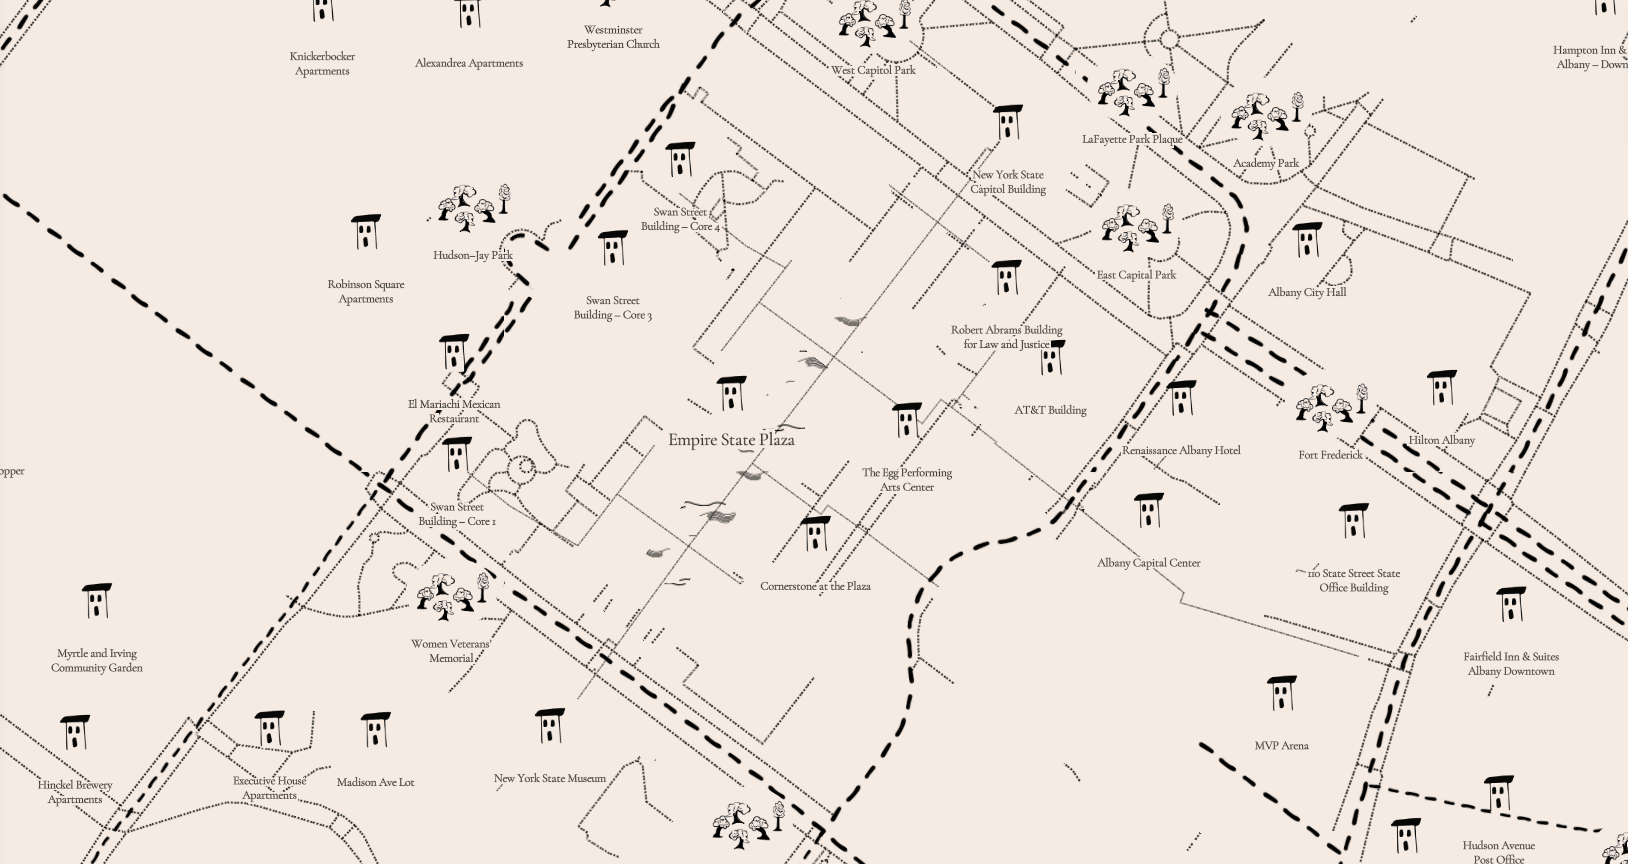 Westminster
Presbyterian Church
Knickerbocker
Apartments
Alexandrea Apartments
West Capitol Park
Hampton Inn &
Albany – Down
LaFayette Park Plaque
Academy Park
New York State
Capitol Building
Swan Street
Building – Core 4
Hudson–Jay Park
East Capital Park
Robinson Square
Apartments
Albany City Hall
Swan Street
Building – Core 3
Robert Abrams Building
for Law and Justice
El Mariachi Mexican
Restaurant
AT&T Building
Empire State Plaza
Hilton Albany
Renaissance Albany Hotel
Fort Frederick
opper
The Egg Performing
Arts Center
Swan Street
Building – Core 1
Albany Capital Center
110 State Street State
Office Building
Cornerstone at the Plaza
Women Veterans'
Memorial
Myrtle and Irving
Community Garden
Fairfield Inn & Suites
Albany Downtown
MVP Arena
Hinckel Brewery
Apartments
Executive House
Apartments
Madison Ave Lot
New York State Museum
Hudson Avenue
Post Office